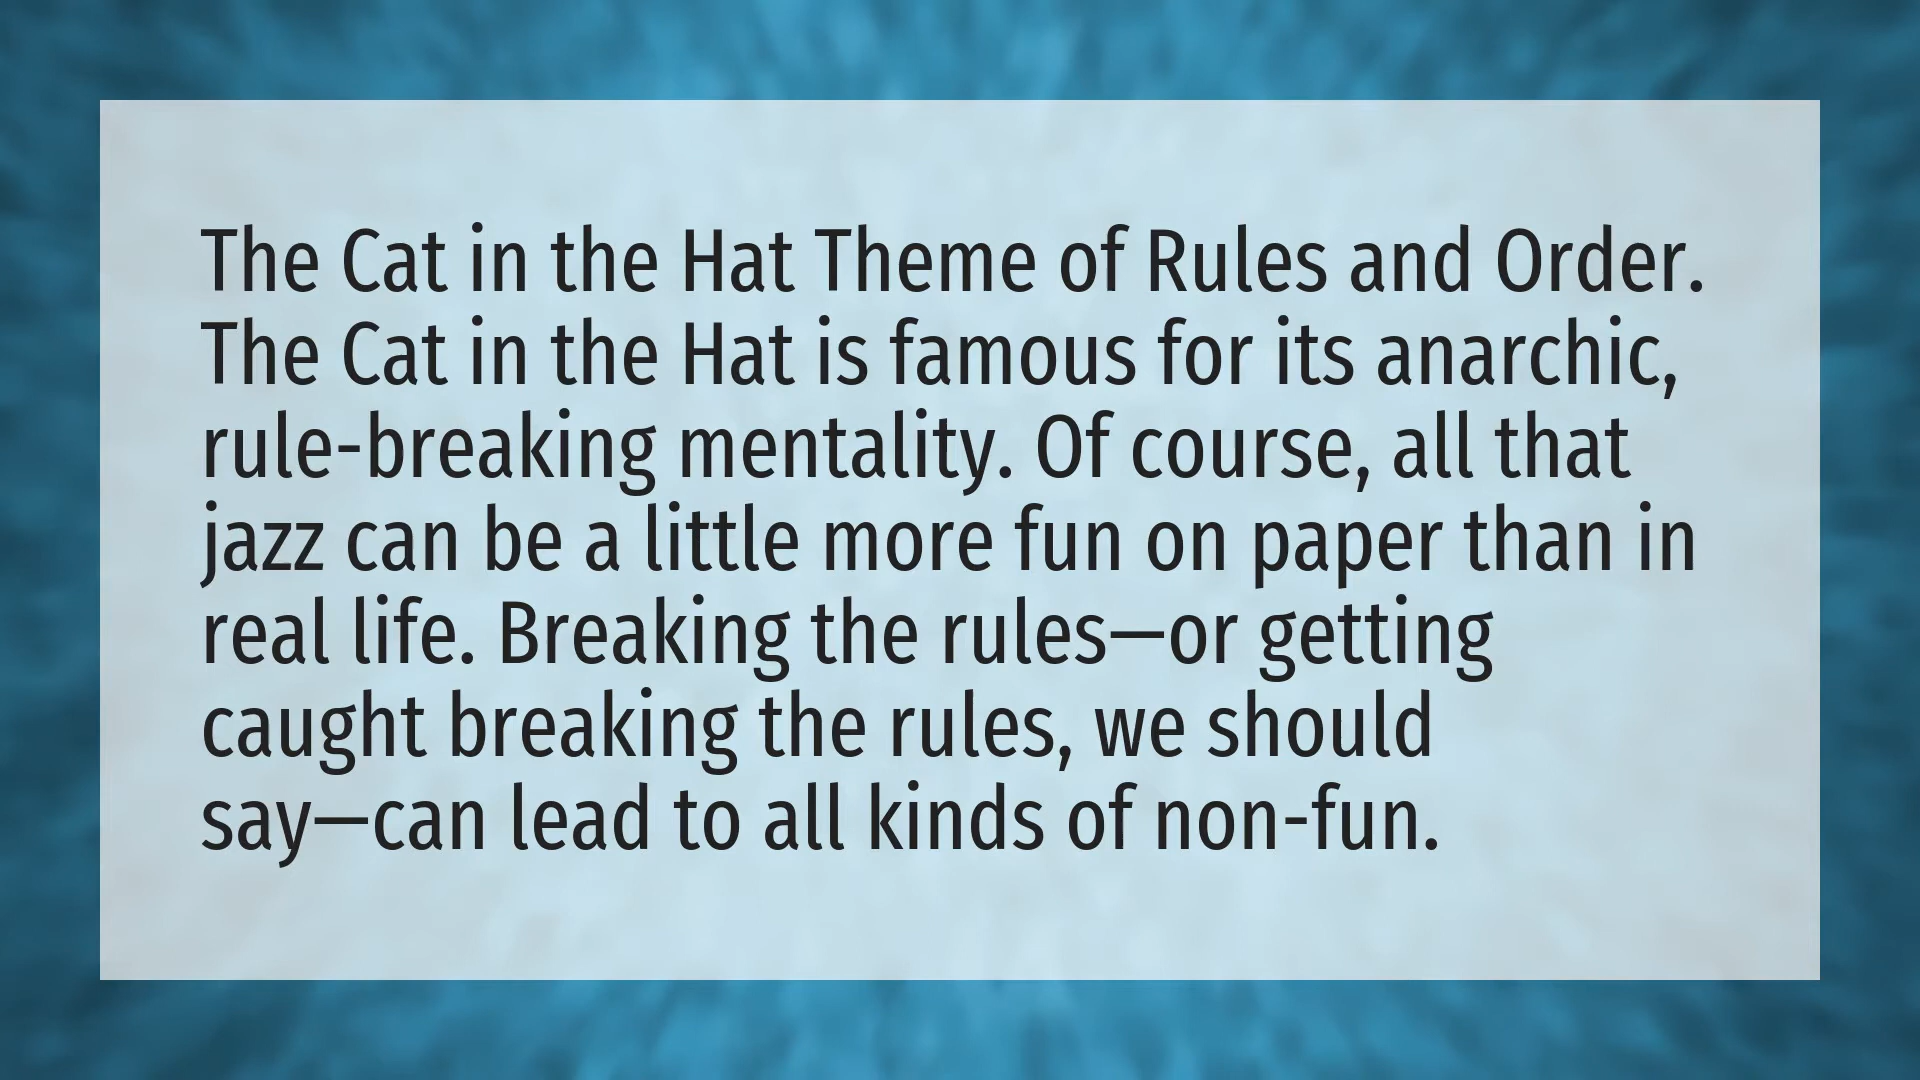 The Cat in the Hat Theme of Rules and Order.
The Cat in the Hat is famous for its anarchic,
rule-breaking mentality. Of course, all that
jazz can be a little more fun on paper than in
real life. Breaking the rules—or getting
caught breaking the rules, we should
say—can lead to all kinds of non-fun.